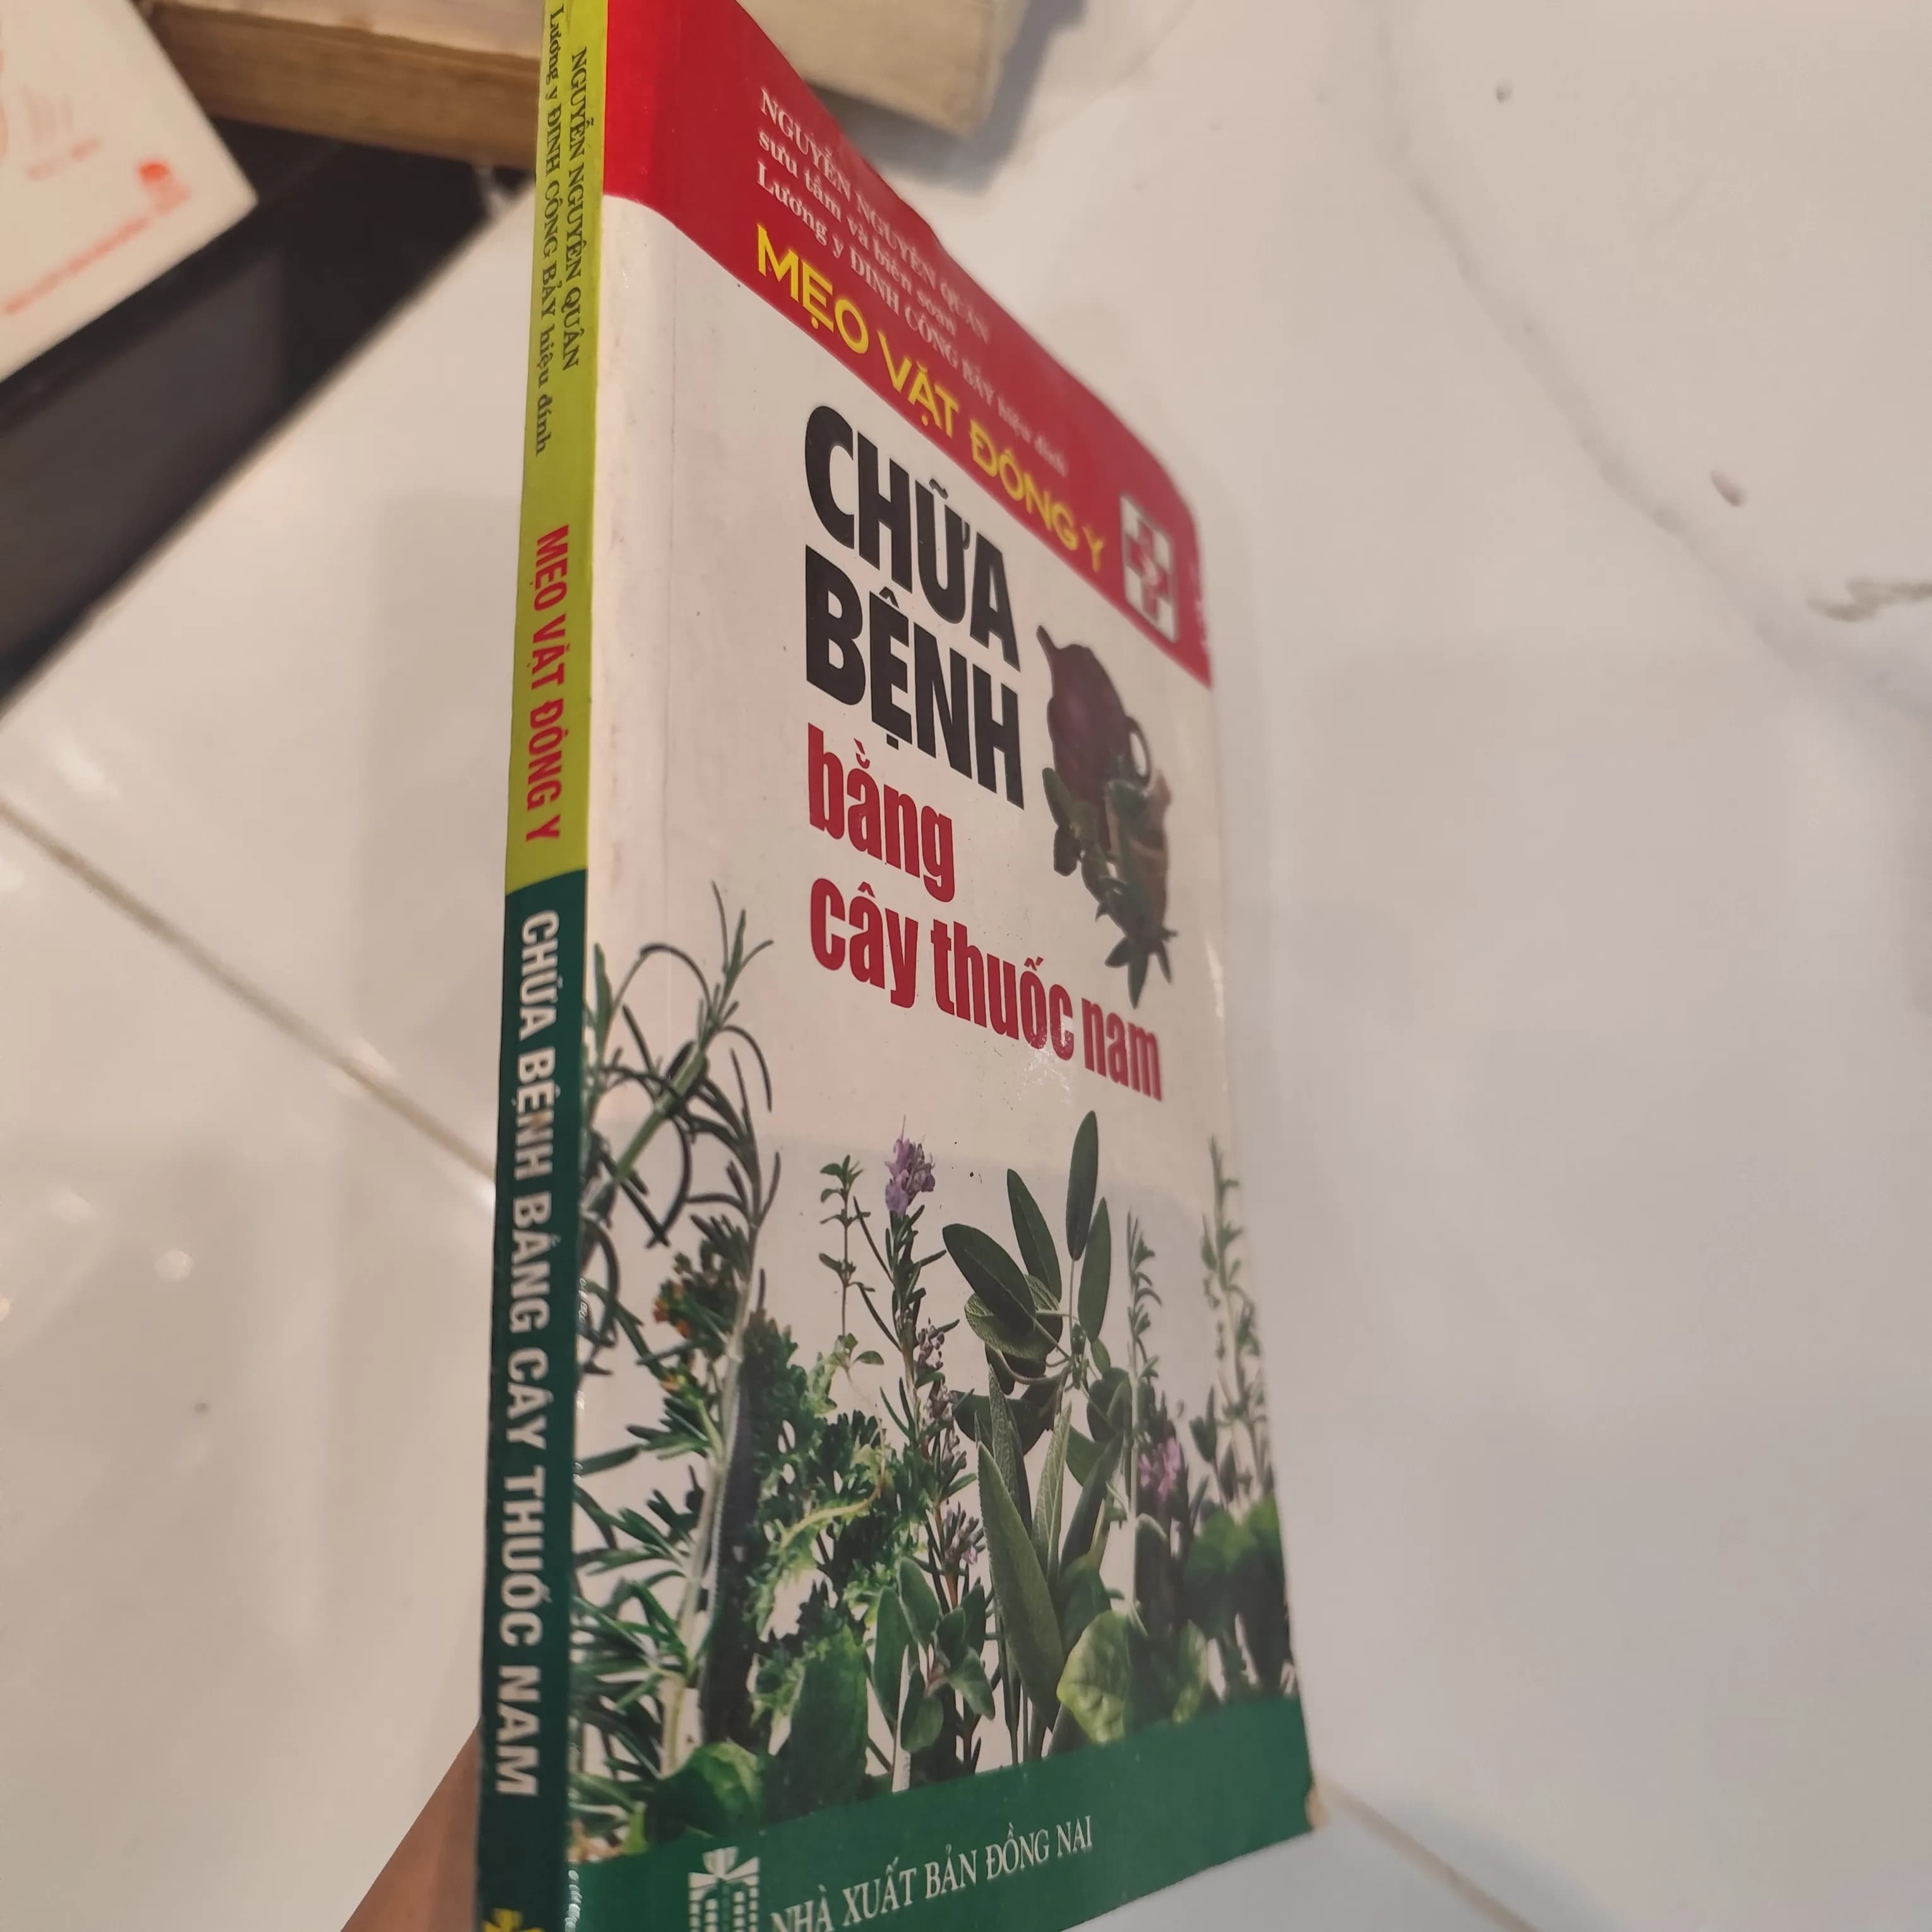 NGUYỄN NGUYÊN QUÂN
Lương y ĐINH CÔNG BẢY hiệu đính
MẸO VẶT ĐÔNG Y
CHỮA BỆNH BẰNG CÂY THUỐC NAM
NGUYỄN NGUYÊN QUÂN
sưu tầm và biên soạn
Lương y ĐINH CÔNG BẢY hiệu đính
MẸO VẶT ĐÔNG Y
CHỮA
BỆNH
bằng
cây thuốc nam
NHÀ XUẤT BẢN ĐỒNG NAI